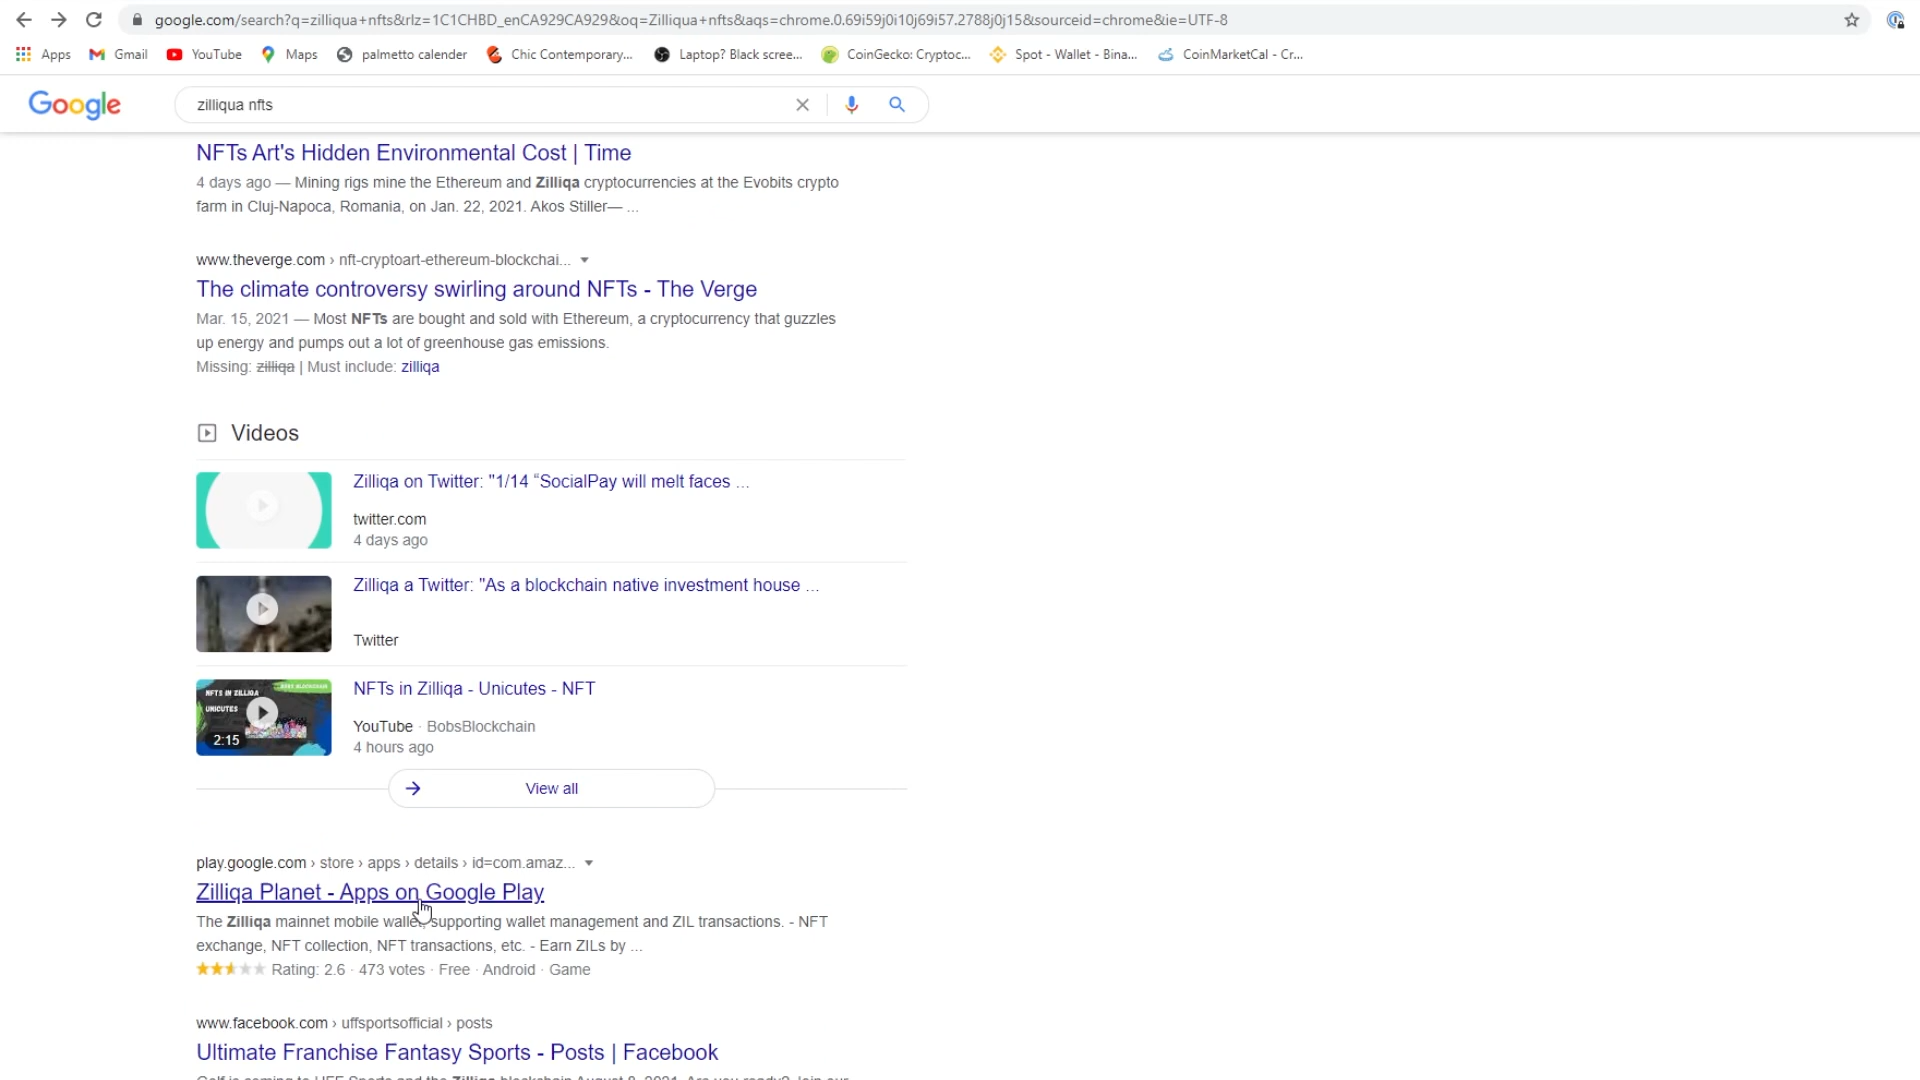 google.com/search?q=zilliqua+nfts&rlz=1C1CHBD_enCA929CA929&oq=Zilliqua+nfts&aqs=chrome.0.69i59j0i10j69i57.2788j0j15&sourceid=chrome&ie=UTF-8
Apps Gmail YouTube Maps palmetto calender Chic Contemporary... Laptop? Black scree... CoinGecko: Cryptoc... Spot - Wallet - Bina... CoinMarketCal - Cr...
Google zilliqua nfts
NFTs Art's Hidden Environmental Cost | Time
4 days ago — Mining rigs mine the Ethereum and Zilliqa cryptocurrencies at the Evobits crypto
farm in Cluj-Napoca, Romania, on Jan. 22, 2021. Akos Stiller— ...
www.theverge.com › nft-cryptoart-ethereum-blockchai...
The climate controversy swirling around NFTs - The Verge
Mar. 15, 2021 — Most NFTs are bought and sold with Ethereum, a cryptocurrency that guzzles
up energy and pumps out a lot of greenhouse gas emissions.
Missing: zilliqa | Must include: zilliqa
Videos
Zilliqa on Twitter: "1/14 “SocialPay will melt faces ...
twitter.com
4 days ago
Zilliqa a Twitter: "As a blockchain native investment house ...
Twitter
NFTS IN ZILLIQA
UNICUTES
2:15
NFTs in Zilliqa - Unicutes - NFT
YouTube · BobsBlockchain
4 hours ago
View all
play.google.com › store › apps › details › id=com.amaz...
Zilliqa Planet - Apps on Google Play
The Zilliqa mainnet mobile wallet, supporting wallet management and ZIL transactions. - NFT
exchange, NFT collection, NFT transactions, etc. - Earn ZILs by ...
Rating: 2.6 · 473 votes · Free · Android · Game
www.facebook.com › uffsportsofficial › posts
Ultimate Franchise Fantasy Sports - Posts | Facebook